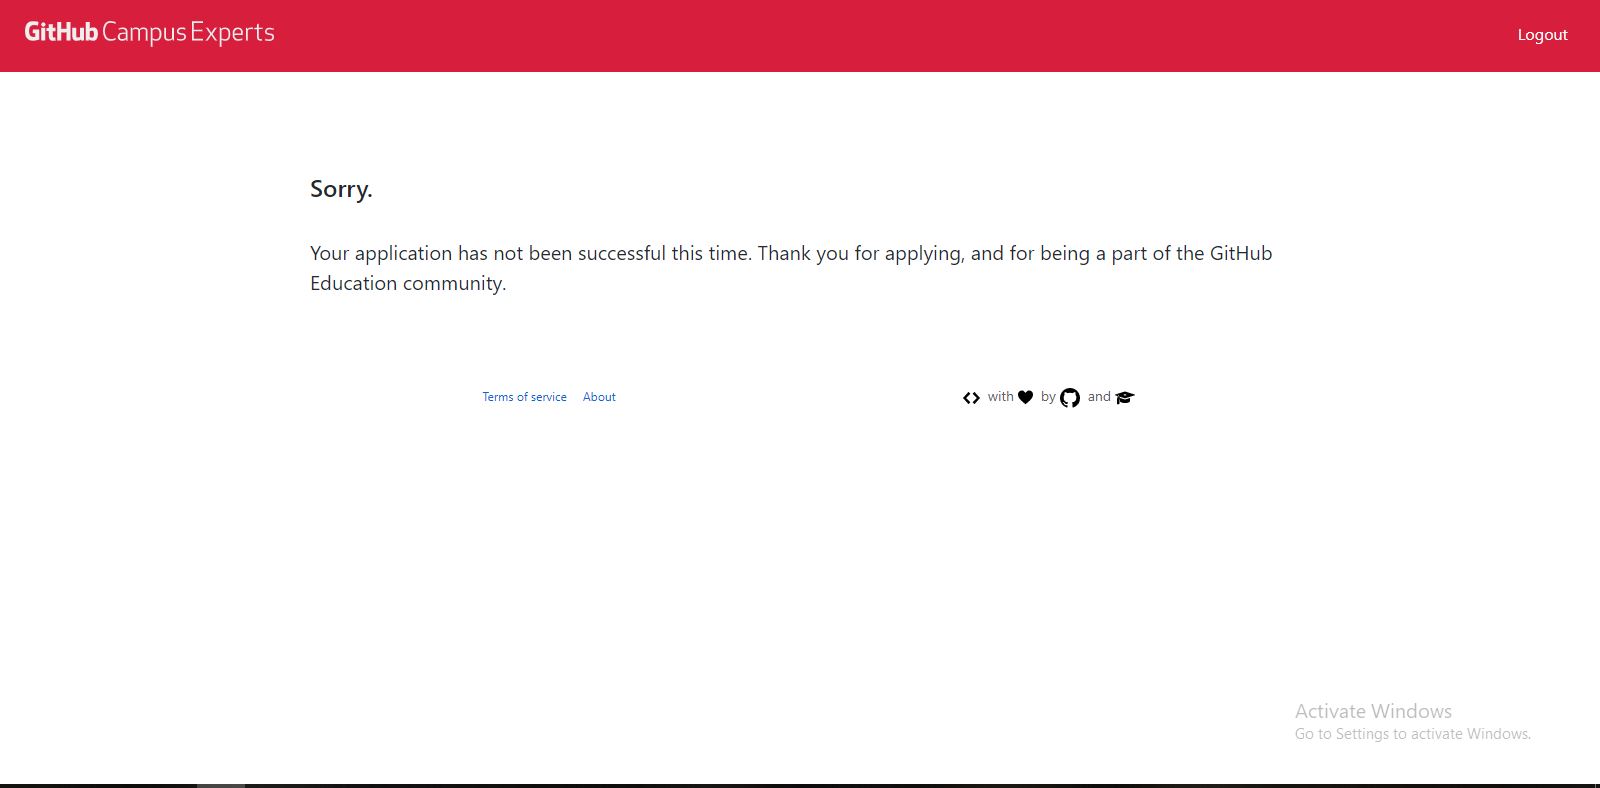 GitHub Campus Experts
Logout
Sorry.
Your application has not been successful this time. Thank you for applying, and for being a part of the GitHub
Education community.
Terms of service About
with by and
Activate Windows
Go to Settings to activate Windows.